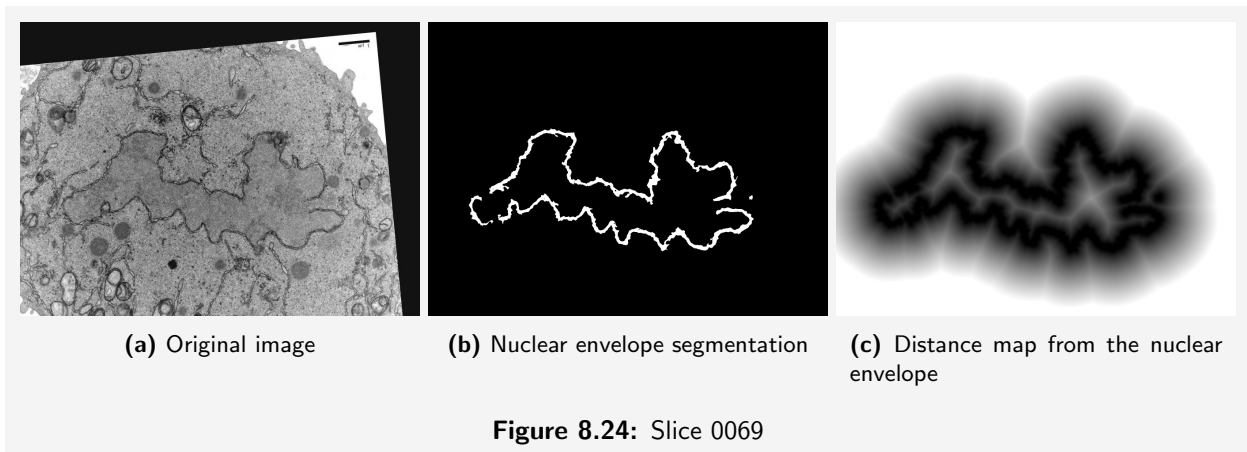 (a) Original image
(b) Nuclear envelope segmentation
(c) Distance map from the nuclear
envelope
Figure 8.24: Slice 0069